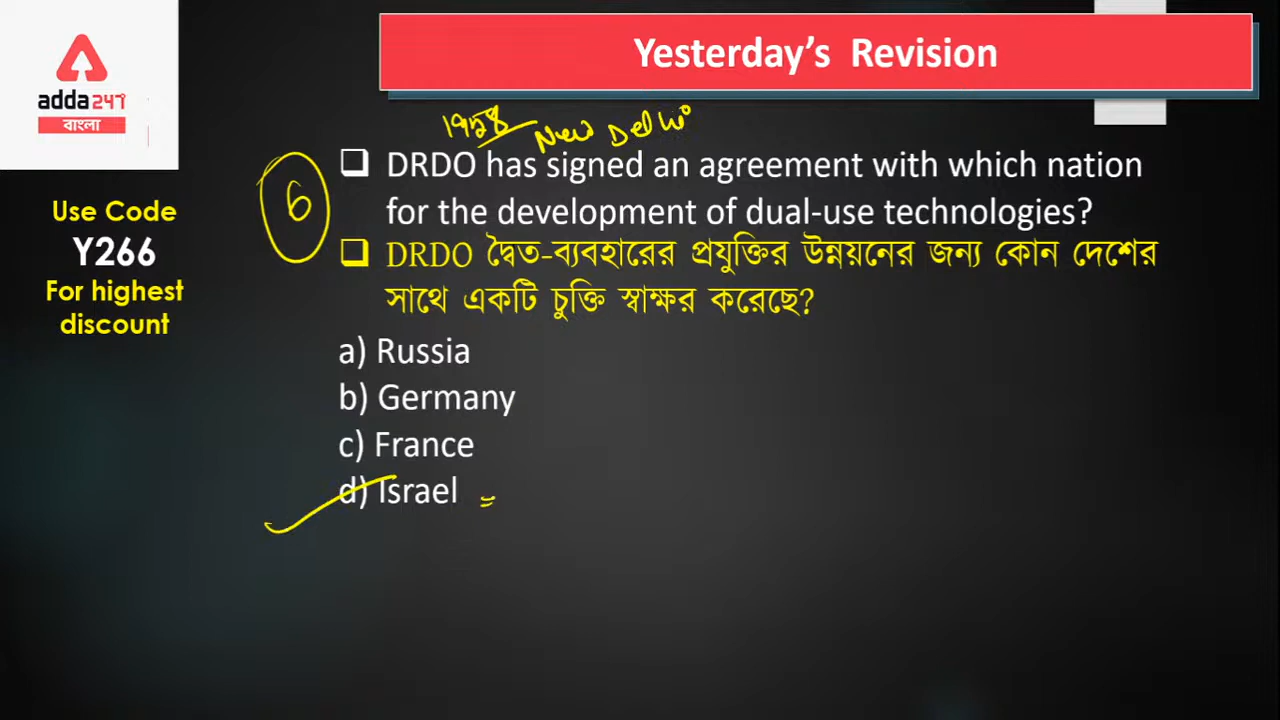 Yesterday's Revision
adda247
বাংলা
Use Code
Y266
For highest
discount
1958 New Delhi
6
DRDO has signed an agreement with which nation
for the development of dual-use technologies?
DRDO দ্বৈত-ব্যবহারের প্রযুক্তির উন্নয়নের জন্য কোন দেশের
সাথে একটি চুক্তি স্বাক্ষর করেছে?
a) Russia
b) Germany
c) France
d) Israel =